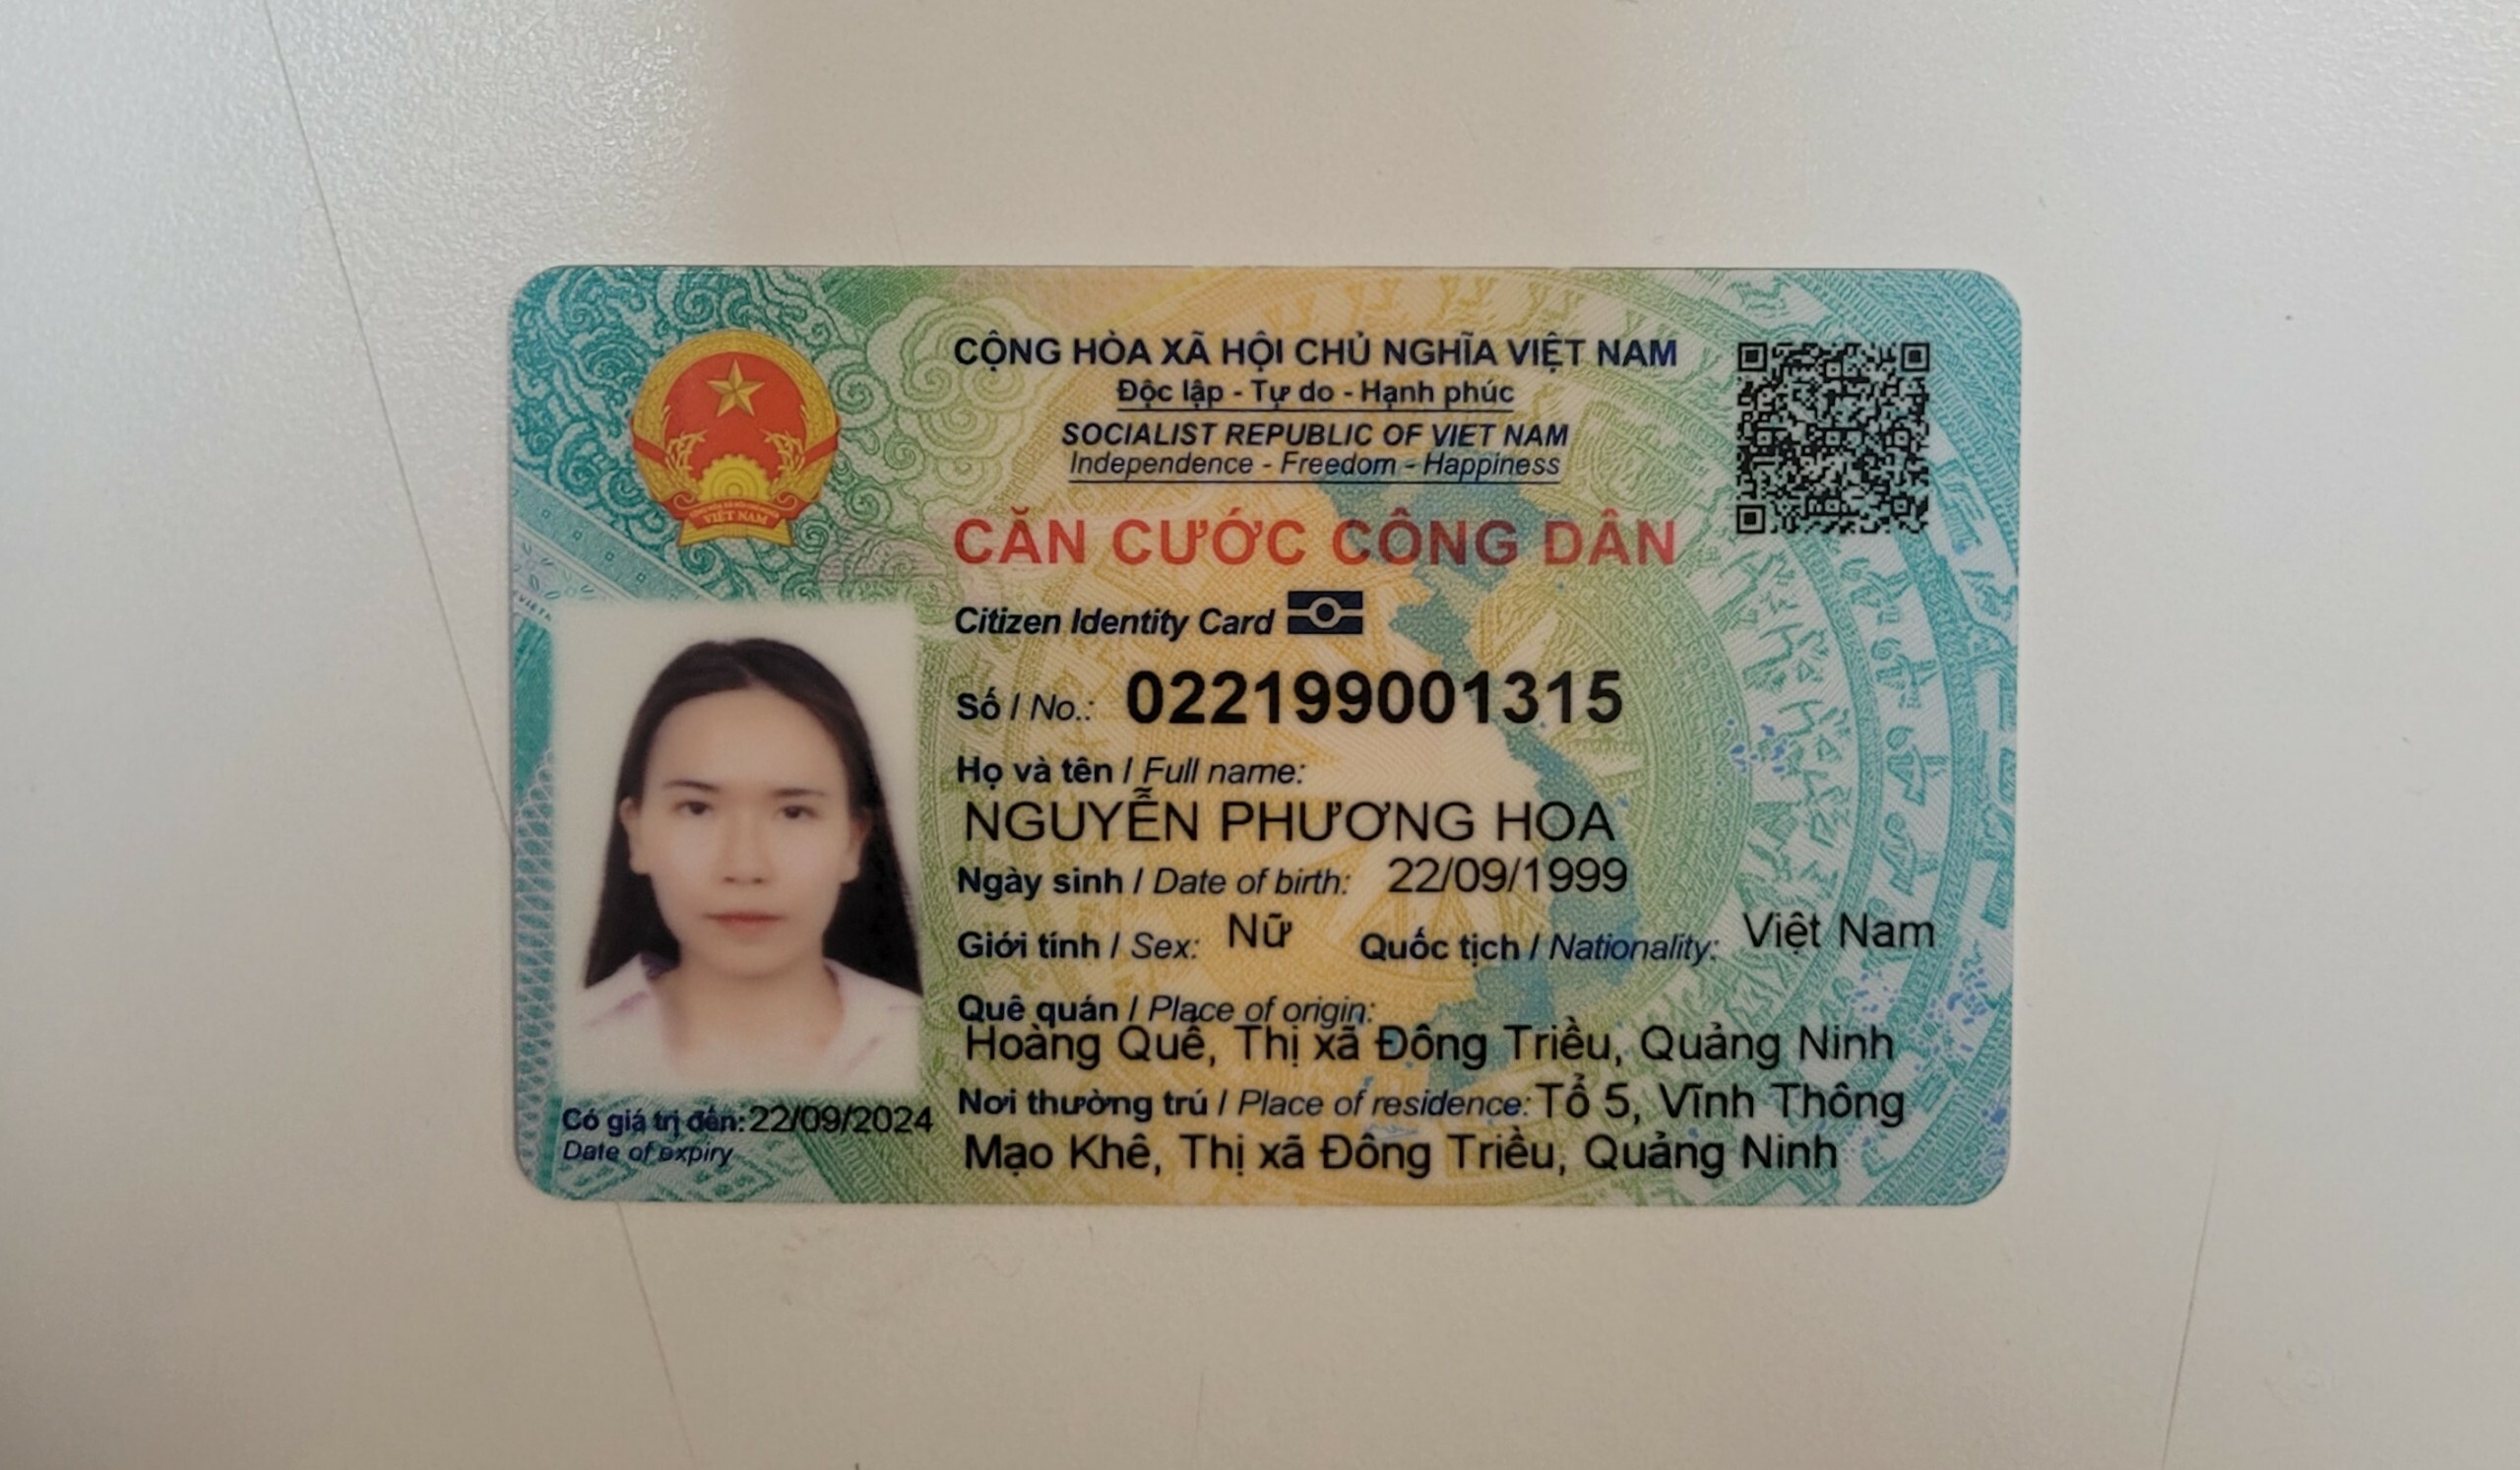 CỘNG HÒA XÃ HỘI CHỦ NGHĨA VIỆT NAM
Độc lập - Tự do - Hạnh phúc
SOCIALIST REPUBLIC OF VIET NAM
Independence - Freedom - Happiness
VIỆT NAM
CĂN CƯỚC CÔNG DÂN
Citizen Identity Card
Số / No.: 022199001315
Họ và tên / Full name:
NGUYỄN PHƯƠNG HOA
Ngày sinh / Date of birth: 22/09/1999
Giới tính / Sex: Nữ Quốc tịch / Nationality: Việt Nam
Quê quán / Place of origin:
Hoàng Quế, Thị xã Đông Triều, Quảng Ninh
Nơi thường trú / Place of residence: Tổ 5, Vĩnh Thông
Mạo Khê, Thị xã Đông Triều, Quảng Ninh
Có giá trị đến: 22/09/2024
Date of expiry